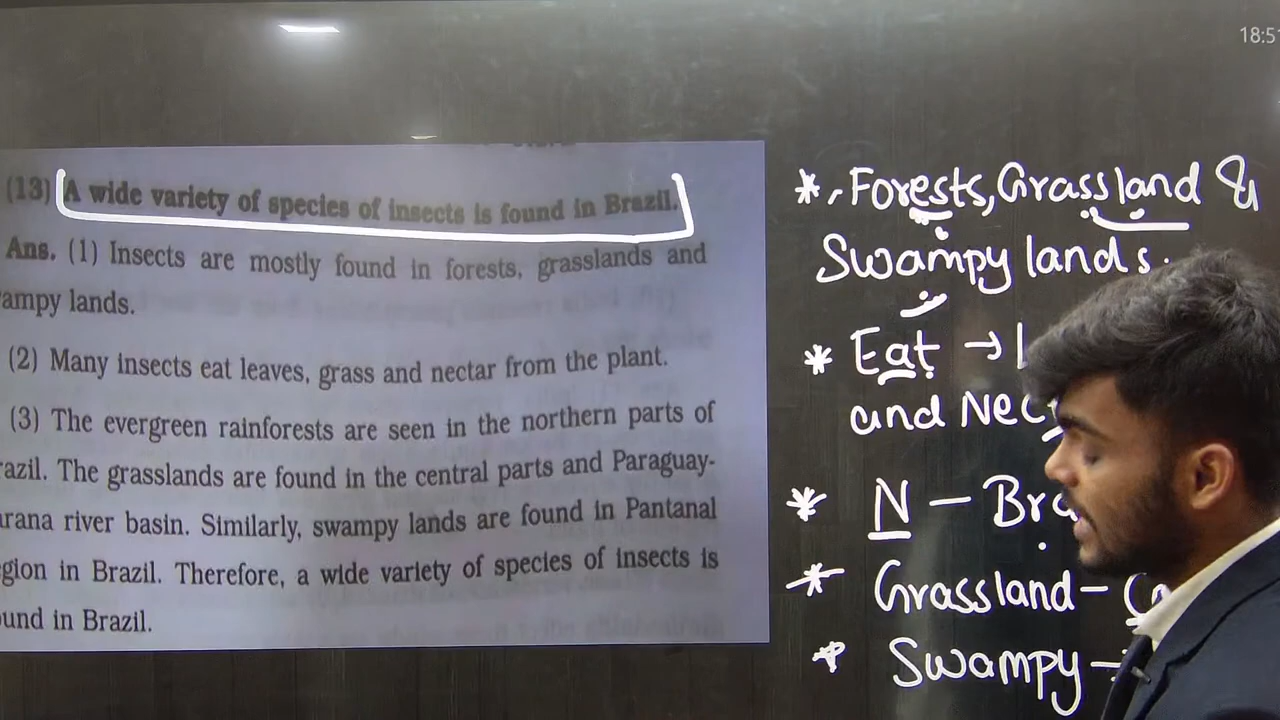 18:51
(13) A wide variety of species of insects is found in Brazil.
Ans. (1) Insects are mostly found in forests, grasslands and
ampy lands.
(2) Many insects eat leaves, grass and nectar from the plant.
(3) The evergreen rainforests are seen in the northern parts of
razil. The grasslands are found in the central parts and Paraguay-
arana river basin. Similarly, swampy lands are found in Pantanal
gion in Brazil. Therefore, a wide variety of species of insects is
und in Brazil.
*, Forests, Grassland &
Swampy lands.
* Eat →
and Nec
* N - Bra
* Grassland -
* Swampy -